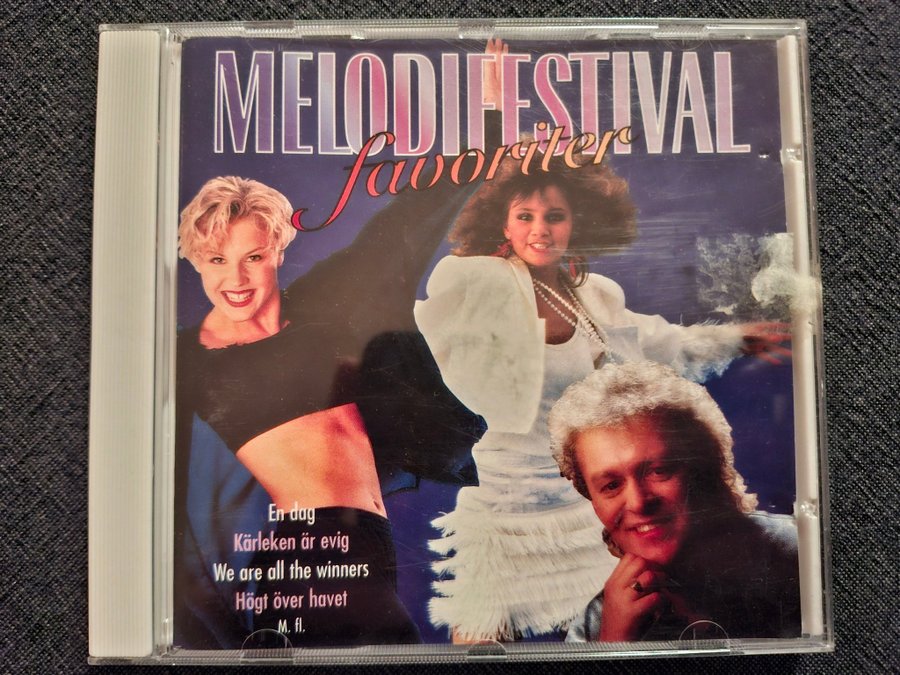 MELODIFESTIVAL
favoriter
En dag
Kärleken är evig
We are all the winners
Högt över havet
M. fl.